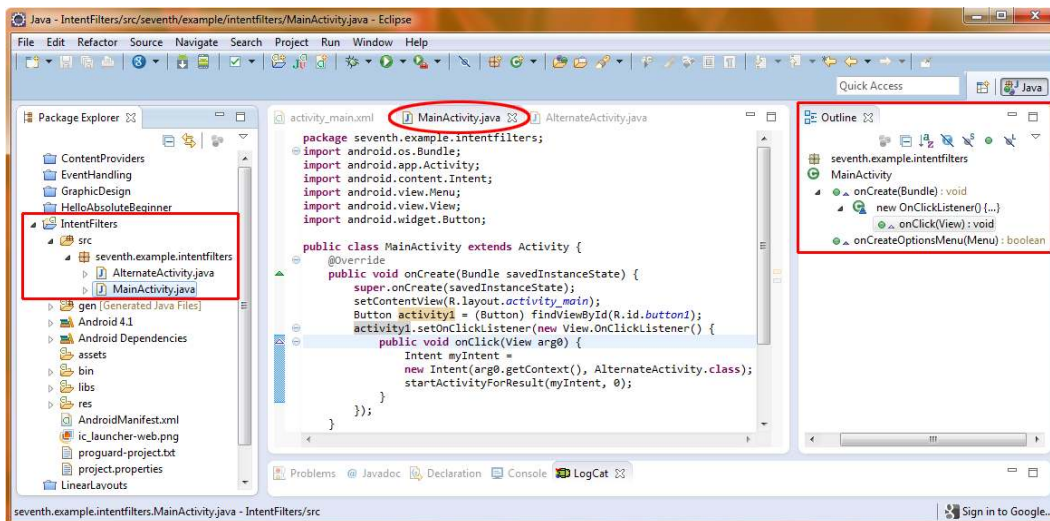 Java - IntentFilters/src/seventh/example/intentfilters/MainActivity.java - Eclipse
File Edit Refactor Source Navigate Search Project Run Window Help
Quick Access
Java
Package Explorer
ContentProviders
EventHandling
GraphicDesign
HelloAbsoluteBeginner
IntentFilters
src
seventh.example.intentfilters
AlternateActivity.java
MainActivity.java
gen [Generated Java Files]
Android 4.1
Android Dependencies
assets
bin
libs
res
AndroidManifest.xml
ic_launcher-web.png
proguard-project.txt
project.properties
LinearLayouts
activity_main.xml MainActivity.java AlternateActivity.java
package seventh.example.intentfilters;
import android.os.Bundle;
import android.app.Activity;
import android.content.Intent;
import android.view.Menu;
import android.view.View;
import android.widget.Button;
public class MainActivity extends Activity {
@Override
public void onCreate(Bundle savedInstanceState) {
super.onCreate(savedInstanceState);
setContentView(R.layout.activity_main);
Button activity1 = (Button) findViewById(R.id.button1);
activity1.setOnClickListener(new View.OnClickListener() {
public void onClick(View arg0) {
Intent myIntent =
new Intent(arg0.getContext(), AlternateActivity.class);
startActivityForResult(myIntent, 0);
}
});
}
Outline
seventh.example.intentfilters
MainActivity
onCreate(Bundle) : void
new OnClickListener() {...}
onClick(View) : void
onCreateOptionsMenu(Menu) : boolean
Problems @ Javadoc Declaration Console LogCat
seventh.example.intentfilters.MainActivity.java - IntentFilters/src
Sign in to Google...